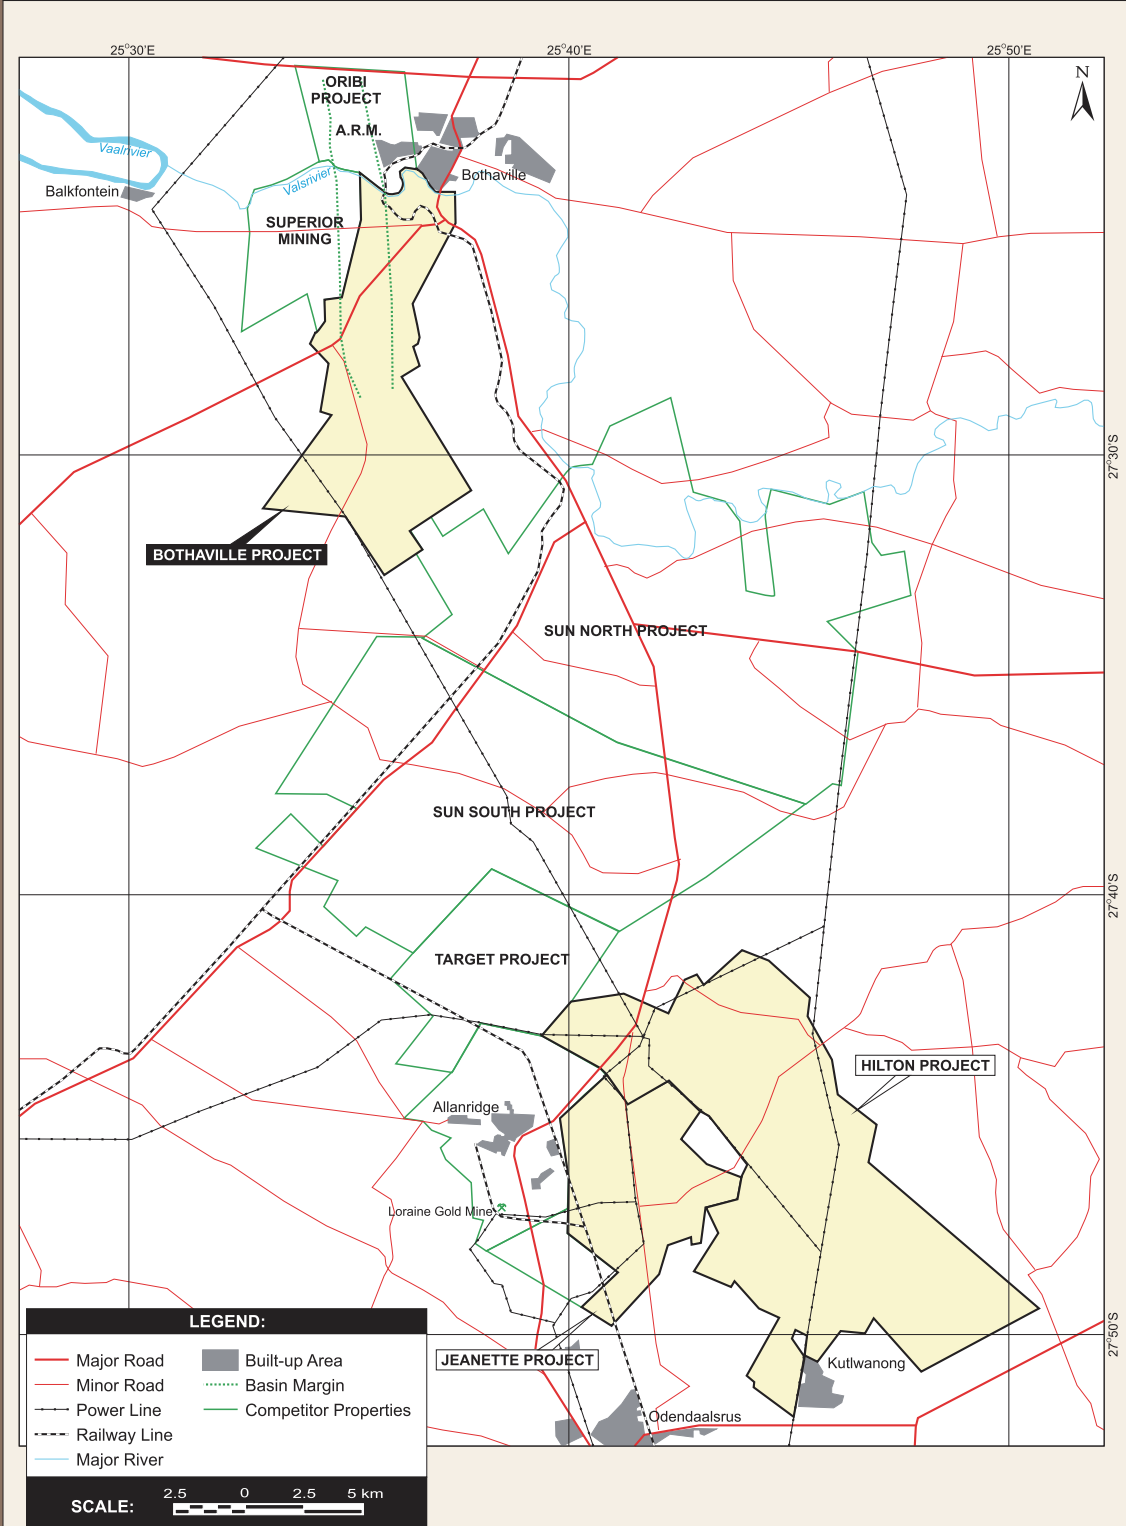 25°30'E
25°40'E
25°50'E
N
ORIBI
PROJECT
A.R.M.
Vaalrivier
Bothaville
Balkfontein
Valsrivier
SUPERIOR
MINING
27°30'S
BOTHAVILLE PROJECT
SUN NORTH PROJECT
SUN SOUTH PROJECT
27°40'S
TARGET PROJECT
HILTON PROJECT
Allanridge
Loraine Gold Mine
27°50'S
JEANETTE PROJECT
Kutlwanong
Odendaalsrus
LEGEND:
Major Road
Minor Road
Power Line
Railway Line
Major River
Built-up Area
Basin Margin
Competitor Properties
SCALE:
2.5 0 2.5 5 km